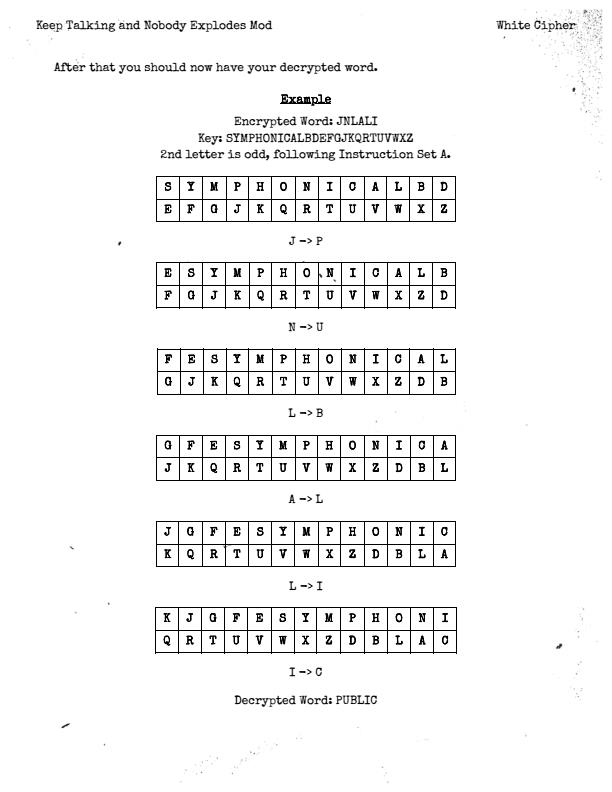 Keep Talking and Nobody Explodes Mod White Cipher
After that you should now have your decrypted word.
Example
Encrypted Word: JNLALI
Key: SYMPHONICALBDEFGJKQRTUVWXZ
2nd letter is odd, following Instruction Set A.
S Y M P H O N I C A L B D
E F G J K Q R T U V W X Z
J -> P
E S Y M P H O N I C A L B
F G J K Q R T U V W X Z D
N -> U
F E S Y M P H O N I C A L
G J K Q R T U V W X Z D B
L -> B
G F E S Y M P H O N I C A
J K Q R T U V W X Z D B L
A -> L
J G F E S Y M P H O N I C
K Q R T U V W X Z D B L A
L -> I
K J G F E S Y M P H O N I
Q R T U V W X Z D B L A C
I -> C
Decrypted Word: PUBLIC